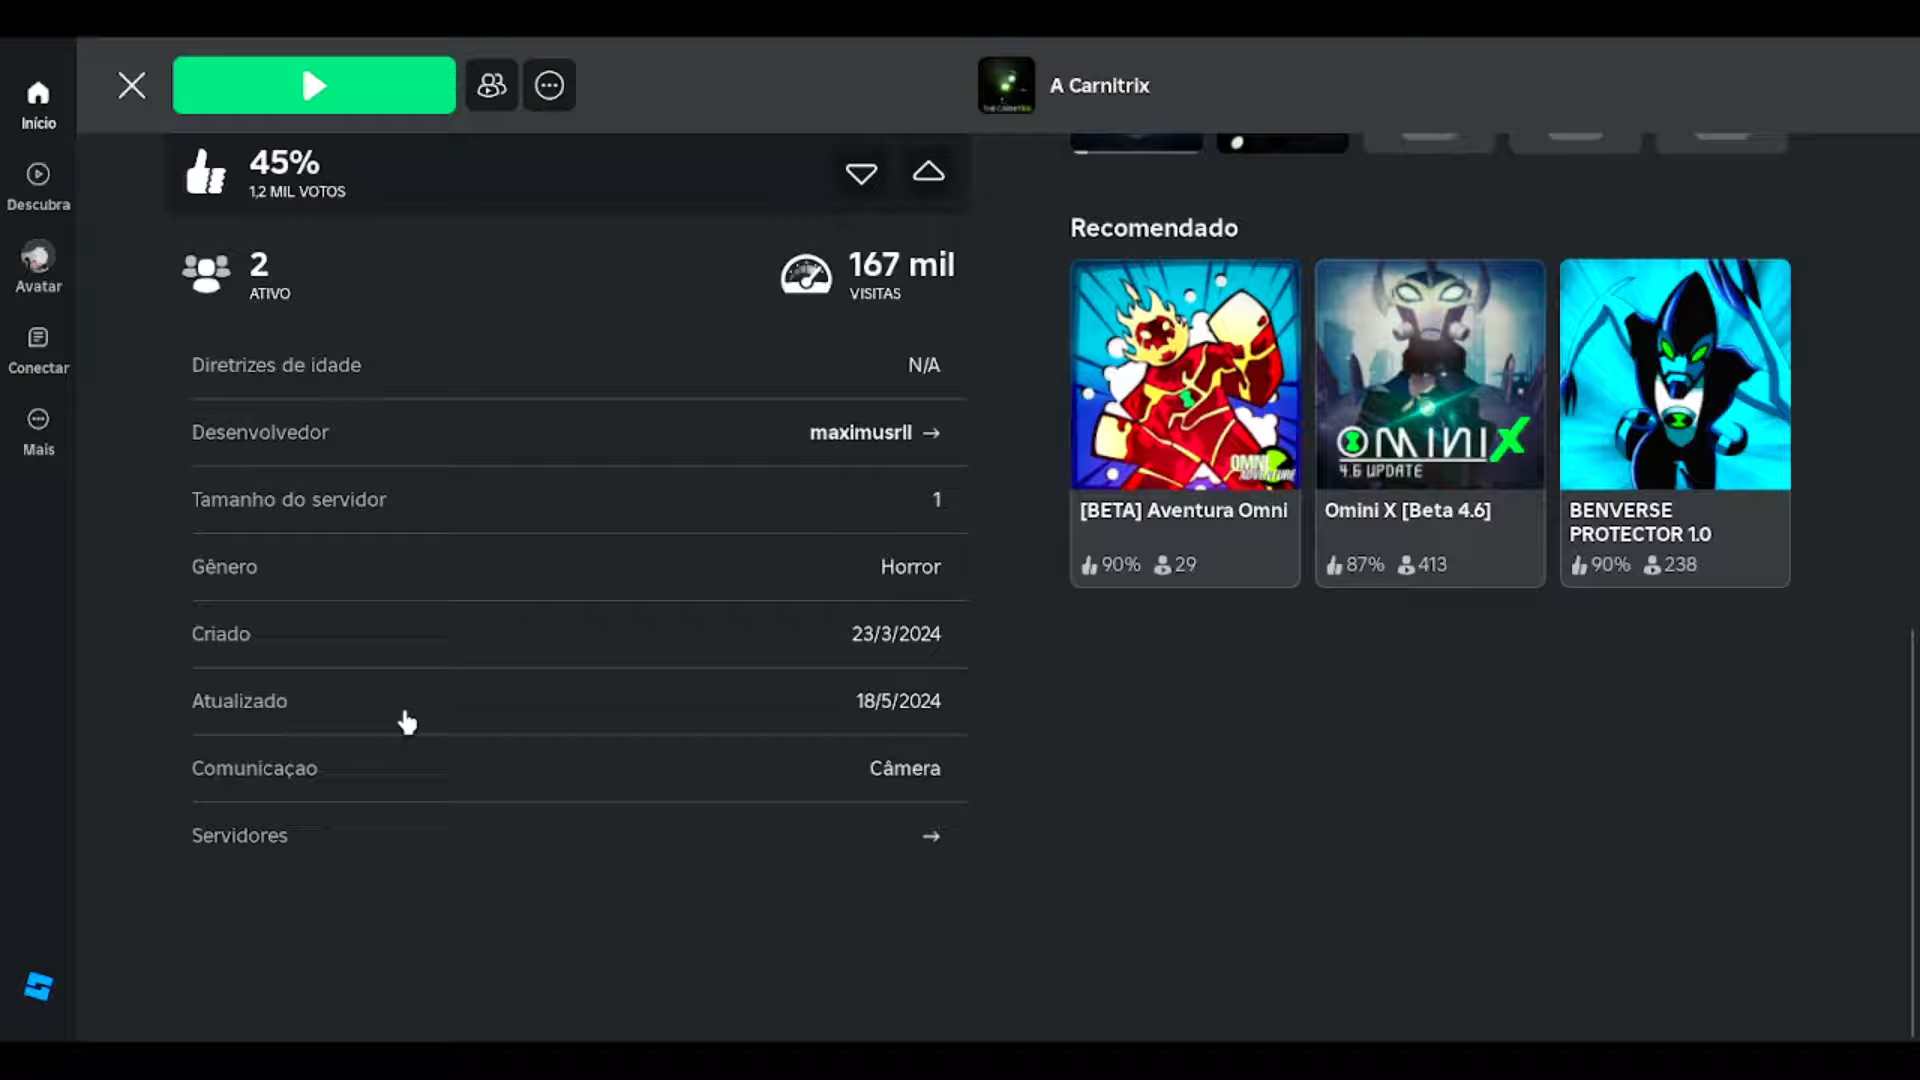 Início
Descubra
Avatar
Conectar
Mais
A Carnitrix
45%
1,2 MIL VOTOS
2
ATIVO
167 mil
VISITAS
Diretrizes de idade N/A
Desenvolvedor maximusrll →
Tamanho do servidor 1
Gênero Horror
Criado 23/3/2024
Atualizado 18/5/2024
Comunicaçao Câmera
Servidores →
Recomendado
OMNI
ADVENTURE
OMINIX
4.6 UPDATE
[BETA] Aventura Omni
90% 29
Omini X [Beta 4.6]
87% 413
BENVERSE
PROTECTOR 1.0
90% 238